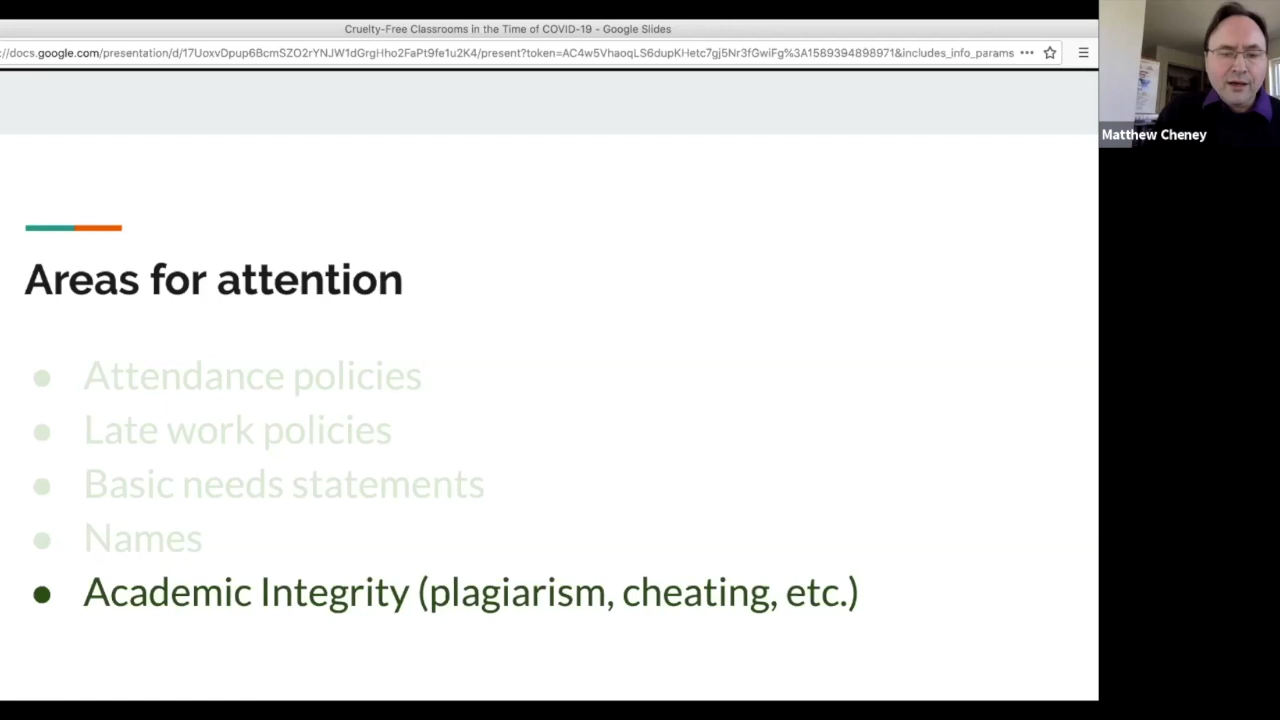 Cruelty-Free Classrooms in the Time of COVID-19 - Google Slides
://docs.google.com/presentation/d/17UoxvDpup6BcmSZO2rYNJW1dGrgHho2FaPt9fe1u2K4/present?token=AC4w5VhaoqLS6dupKHetc7gj5Nr3fGwiFg%3A1589394898971&includes_info_params
Matthew Cheney
Areas for attention
● Attendance policies
● Late work policies
● Basic needs statements
● Names
● Academic Integrity (plagiarism, cheating, etc.)